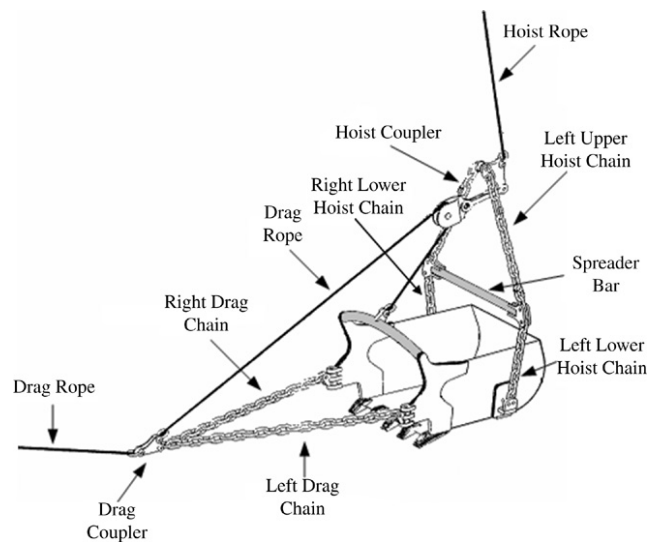 Hoist Rope
Hoist Coupler
Left Upper
Hoist Chain
Right Lower
Hoist Chain
Drag
Rope
Spreader
Bar
Right Drag
Chain
Left Lower
Hoist Chain
Drag Rope
Left Drag
Chain
Drag
Coupler